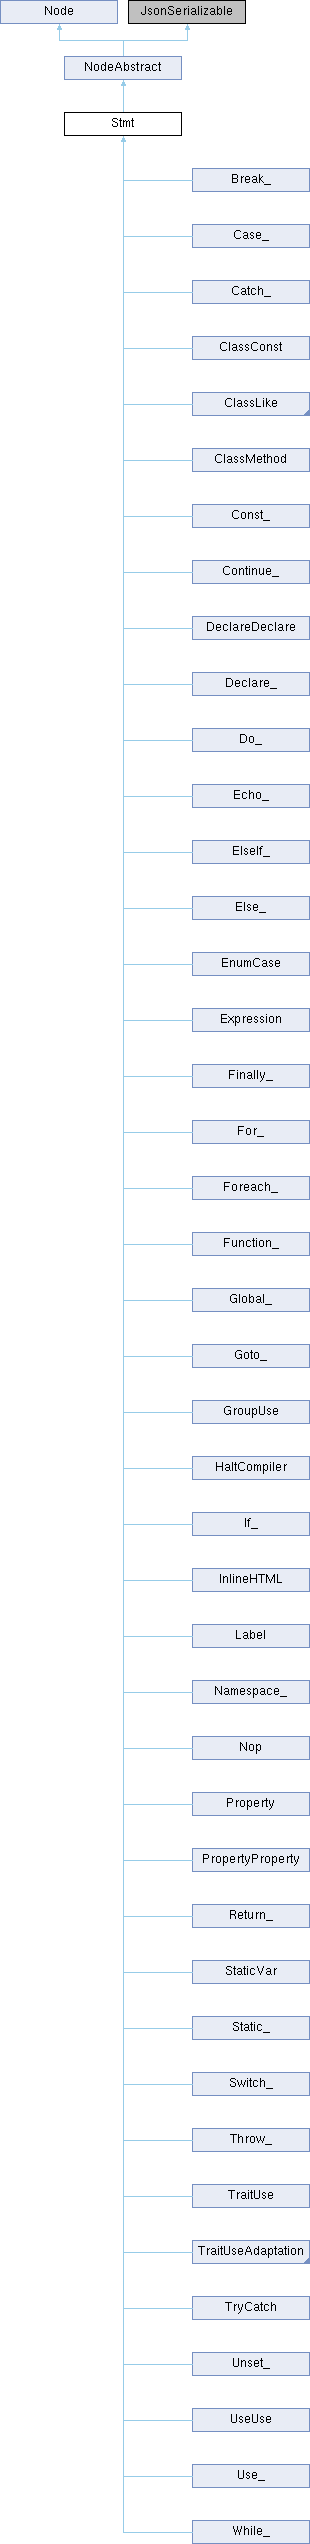 Node
JsonSerializable
NodeAbstract
Stmt
Break_
Case_
Catch_
ClassConst
ClassLike
ClassMethod
Const_
Continue_
DeclareDeclare
Declare_
Do_
Echo_
ElseIf_
Else_
EnumCase
Expression
Finally_
For_
Foreach_
Function_
Global_
Goto_
GroupUse
HaltCompiler
If_
InlineHTML
Label
Namespace_
Nop
Property
PropertyProperty
Return_
StaticVar
Static_
Switch_
Throw_
TraitUse
TraitUseAdaptation
TryCatch
Unset_
UseUse
Use_
While_